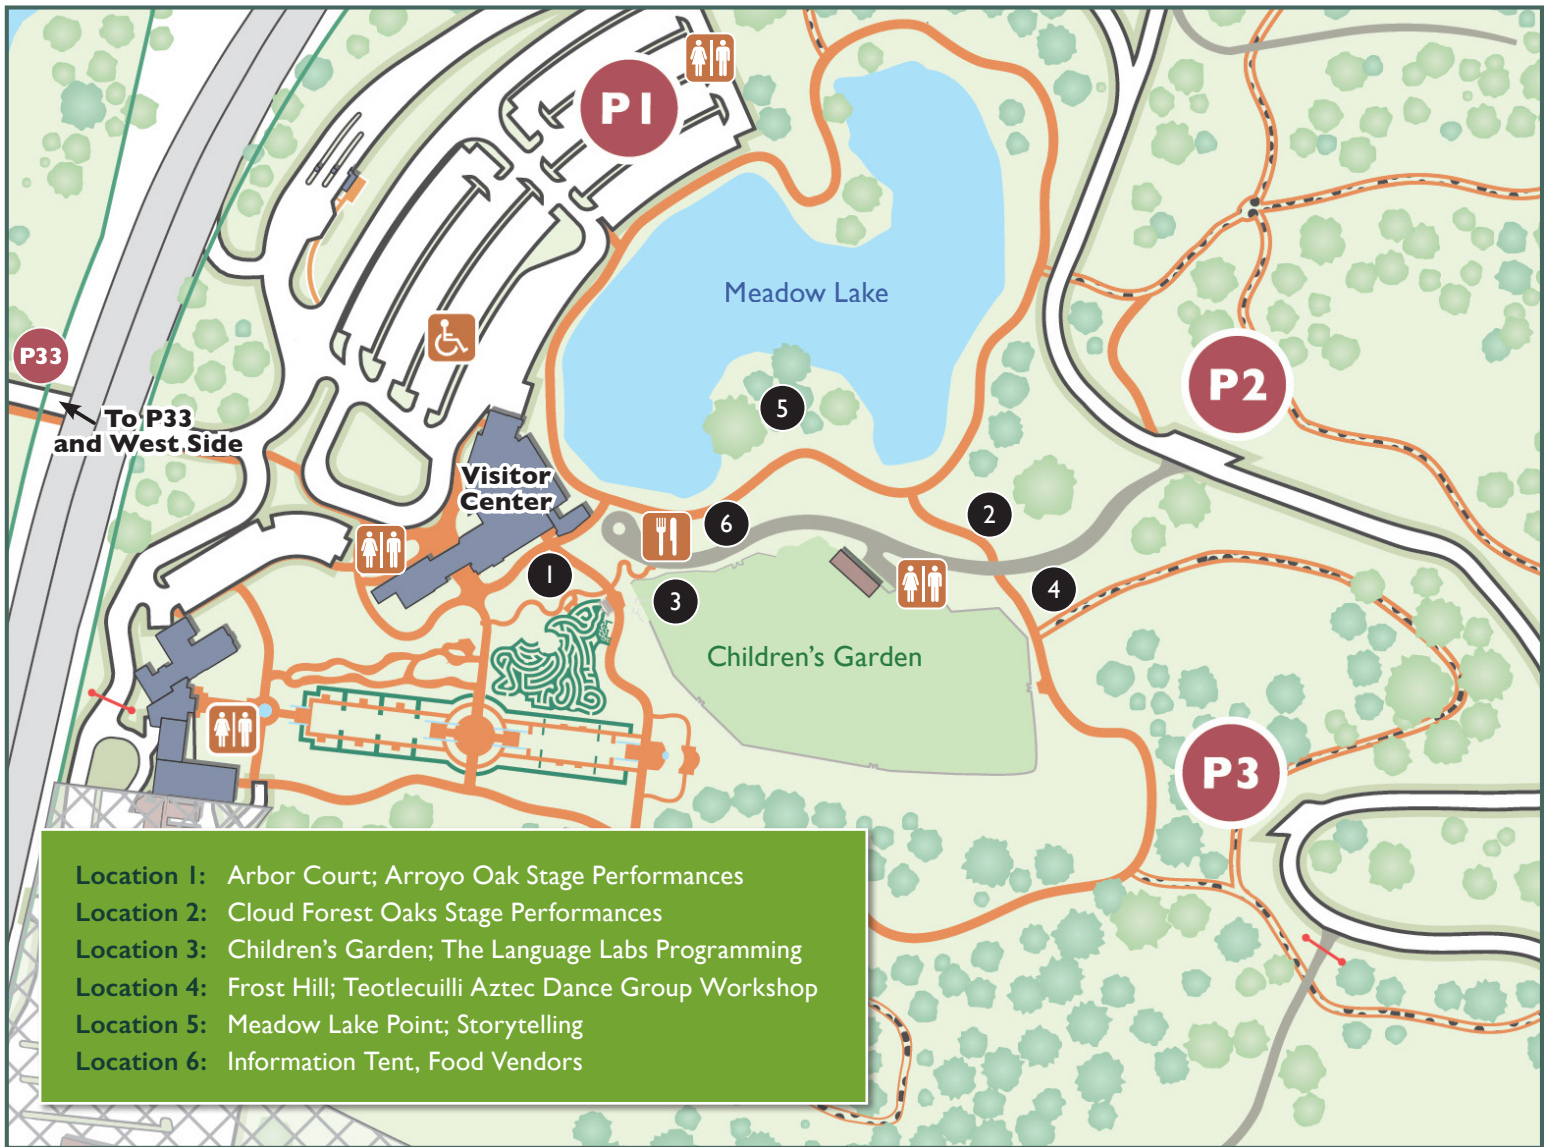 P1
Meadow Lake
P33
To P33
and West Side
P2
5
Visitor
Center
2
6
1
4
3
Children's Garden
P3
Location 1: Arbor Court; Arroyo Oak Stage Performances
Location 2: Cloud Forest Oaks Stage Performances
Location 3: Children's Garden; The Language Labs Programming
Location 4: Frost Hill; Teotlecuilli Aztec Dance Group Workshop
Location 5: Meadow Lake Point; Storytelling
Location 6: Information Tent, Food Vendors